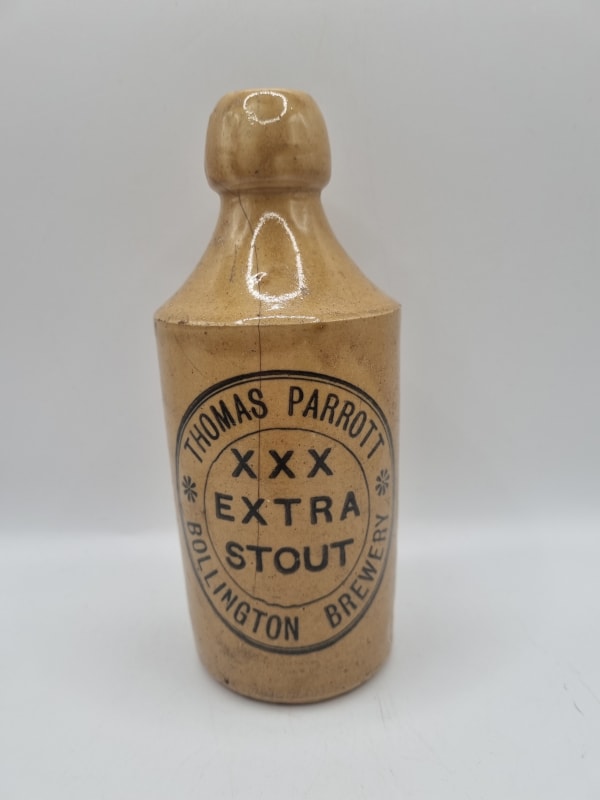 THOMAS PARROTT
XXX
EXTRA
STOUT
BOLLINGTON BREWERY